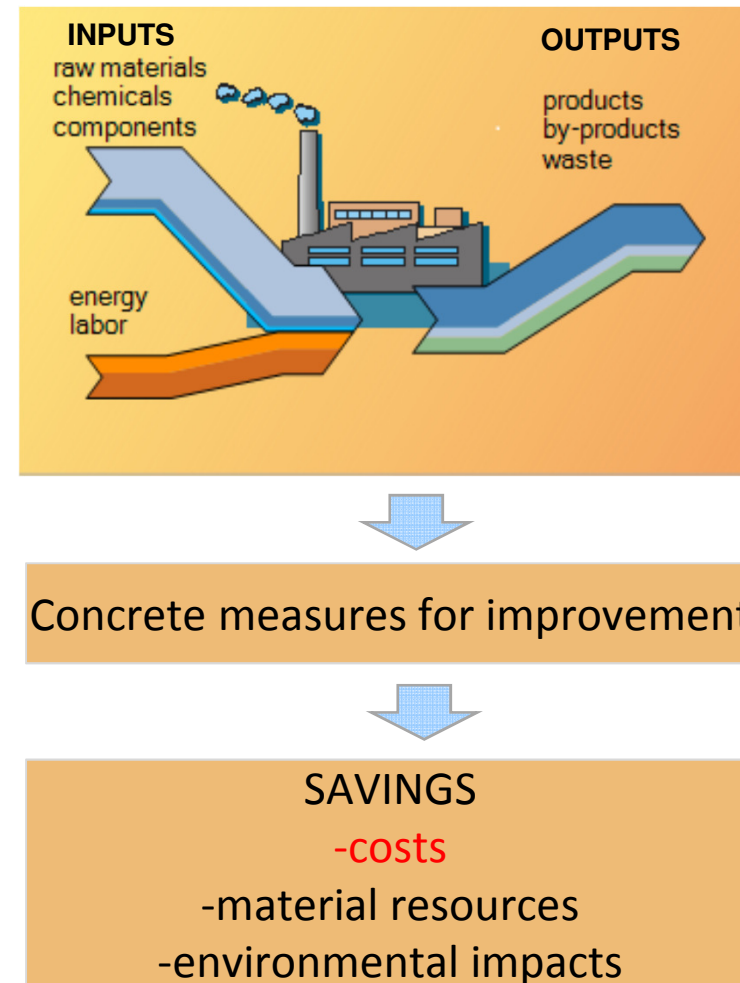 INPUTS
raw materials
chemicals
components
energy
labor
OUTPUTS
products
by-products
waste
Concrete measures for improvement
SAVINGS
-costs
-material resources
-environmental impacts